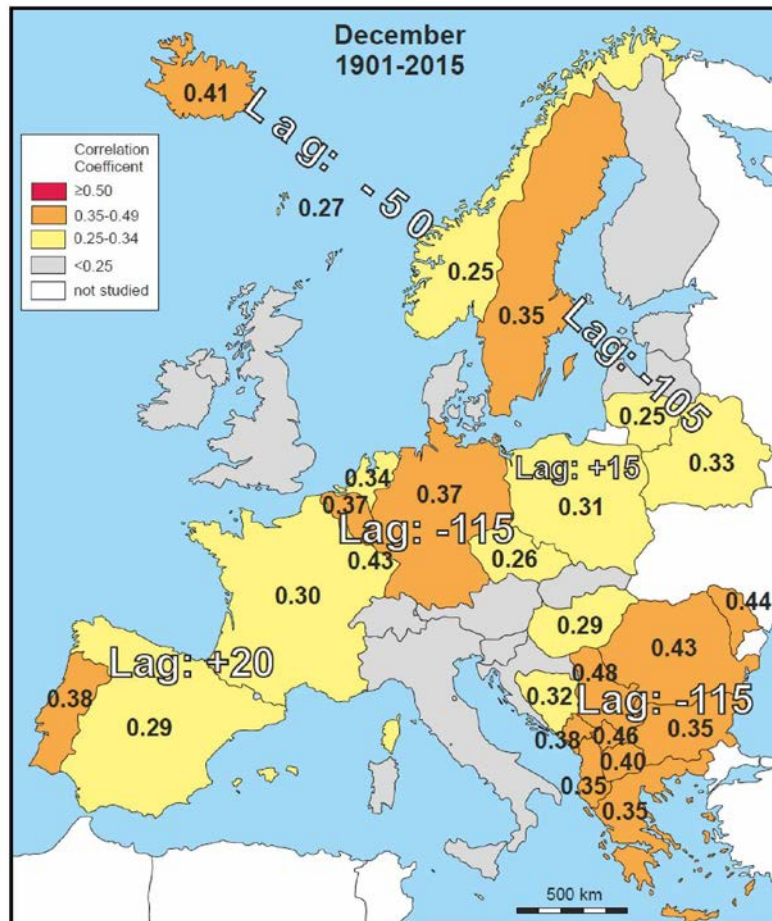 December
1901-2015
Correlation
Coefficent
≥0.50
0.35-0.49
0.25-0.34
<0.25
not studied
0.41
Lag: -50
0.27
0.25
0.35
Lag: -105
0.25
0.33
0.34
0.37
Lag: +15
0.31
0.37
Lag: -115
0.43
0.26
0.30
0.44
0.29
0.43
Lag: +20
0.48
0.38
0.32
Lag: -115
0.29
0.35
0.38
0.46
0.40
0.35
0.35
500 km